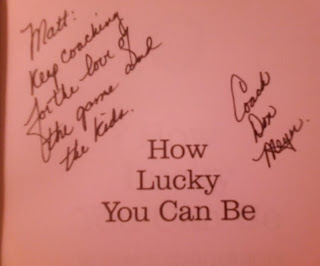 Matt:
Keep coaching
for the love of
the game and
the kids.
Coach
Don
Meyer.
How
Lucky
You Can Be